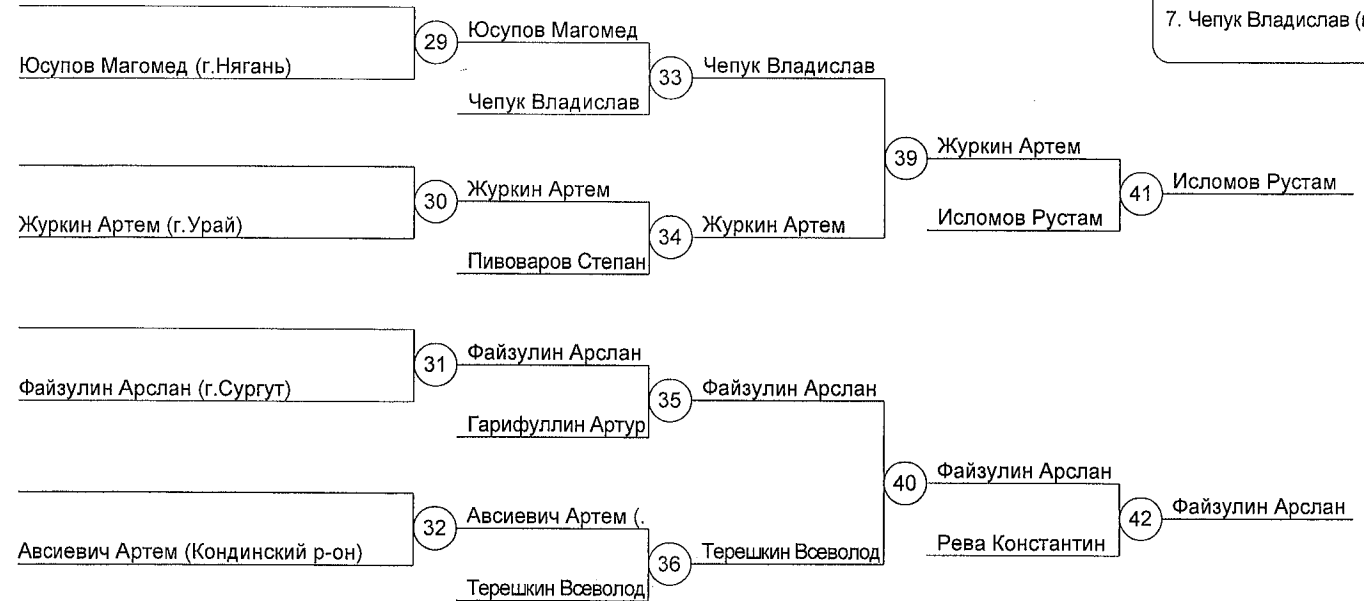 7. Чепук Владислав (
29
Юсупов Магомед
Юсупов Магомед (г.Нягань)
33
Чепук Владислав
Чепук Владислав
39
Журкин Артем
30
Журкин Артем
41
Исломов Рустам
Журкин Артем (г.Урай)
34
Журкин Артем
Исломов Рустам
Пивоваров Степан
31
Файзулин Арслан
Файзулин Арслан (г.Сургут)
35
Файзулин Арслан
Гарифуллин Артур
40
Файзулин Арслан
32
Авсиевич Артем (.
42
Файзулин Арслан
Авсиевич Артем (Кондинский р-он)
36
Терешкин Всеволод
Рева Константин
Терешкин Всеволод